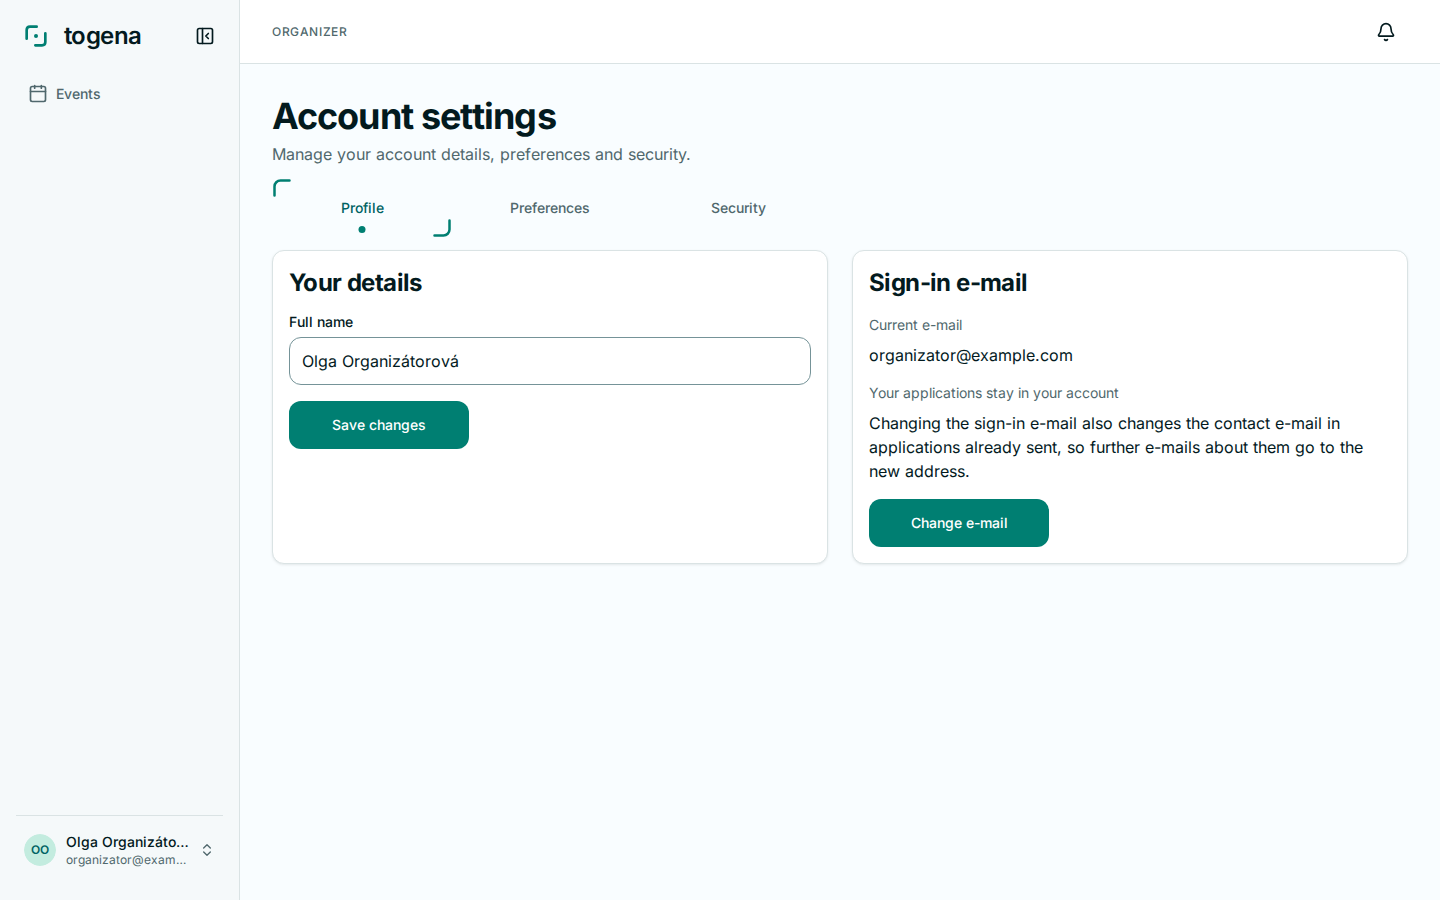 togena
ORGANIZER
Events
Account settings
Manage your account details, preferences and security.
Profile
Preferences
Security
Your details
Full name
Olga Organizátorová
Save changes
Sign-in e-mail
Current e-mail
organizator@example.com
Your applications stay in your account
Changing the sign-in e-mail also changes the contact e-mail in
applications already sent, so further e-mails about them go to the
new address.
Change e-mail
OO
Olga Organizáto...
organizator@exam...